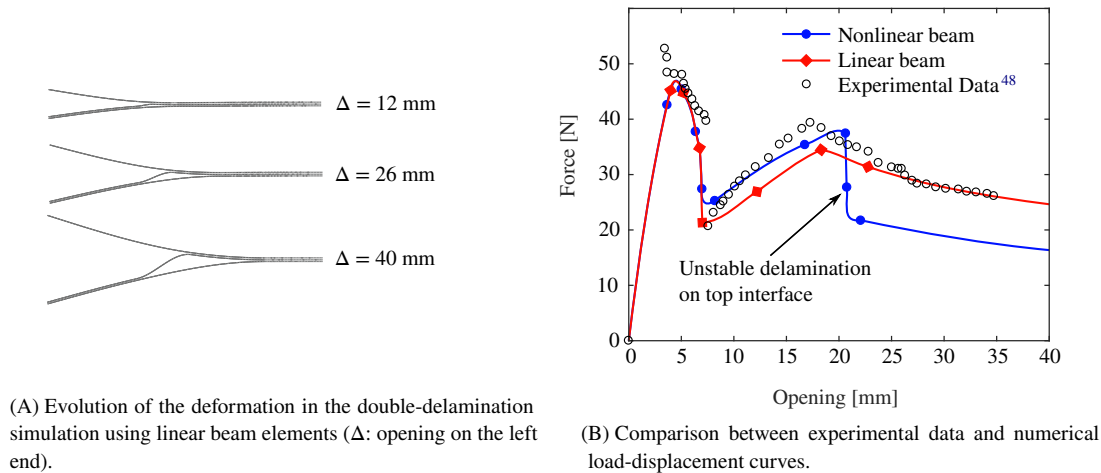 Δ = 12 mm
Δ = 26 mm
Δ = 40 mm
(A) Evolution of the deformation in the double-delamination
simulation using linear beam elements (Δ: opening on the left
end).
Nonlinear beam
Linear beam
Experimental Data48
Force [N]
50
40
30
20
10
0
Unstable delamination
on top interface
0 5 10 15 20 25 30 35 40
Opening [mm]
(B) Comparison between experimental data and numerical
load-displacement curves.